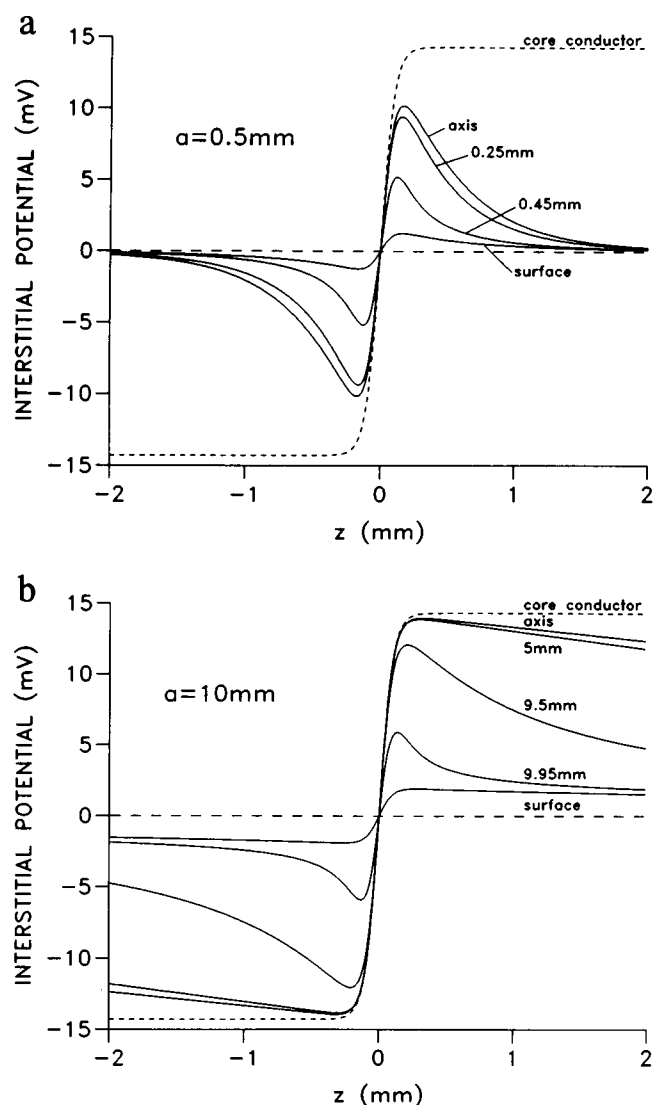 a
core conductor
15
10
5
0
−5
−10
−15
INTERSTITIAL POTENTIAL (mV)
a=0.5mm
axis
0.25mm
0.45mm
surface
−2
−1
0
1
2
z (mm)
b
core conductor
axis
5mm
9.5mm
9.95mm
surface
15
10
5
0
−5
−10
−15
INTERSTITIAL POTENTIAL (mV)
a=10mm
−2
−1
0
1
2
z (mm)